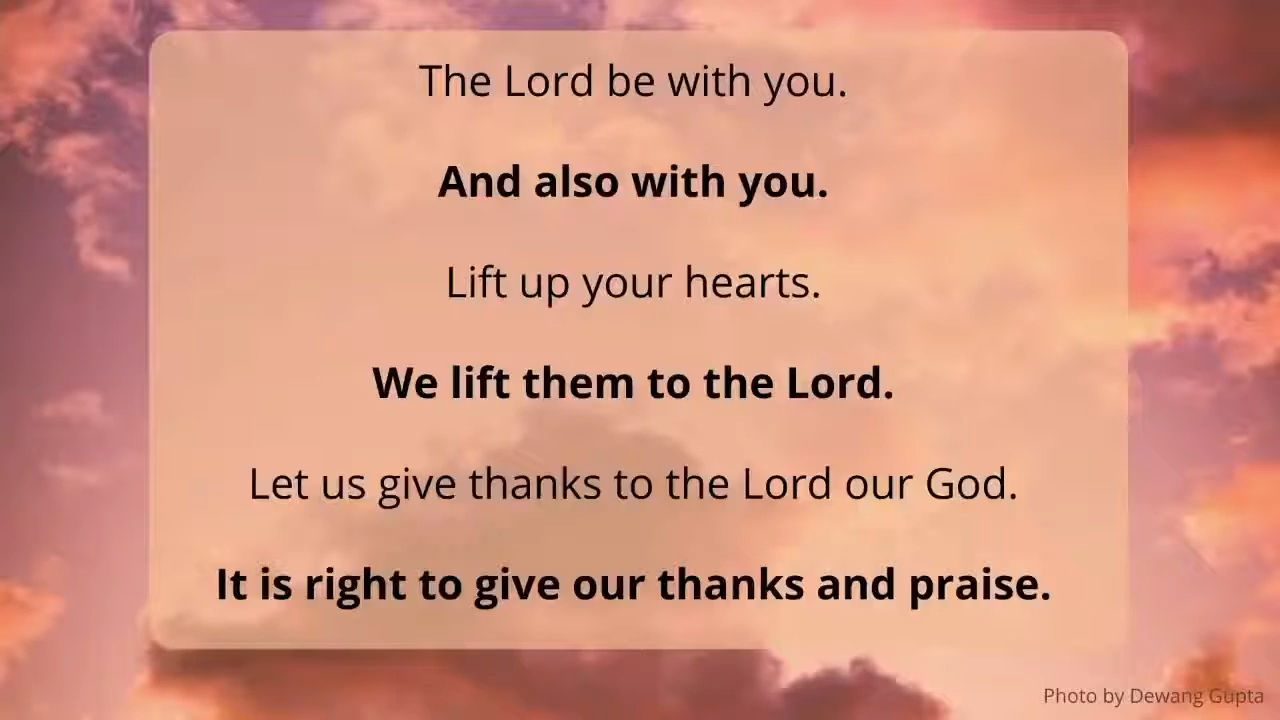 The Lord be with you.
And also with you.
Lift up your hearts.
We lift them to the Lord.
Let us give thanks to the Lord our God.
It is right to give our thanks and praise.
Photo by Dewang Gupta